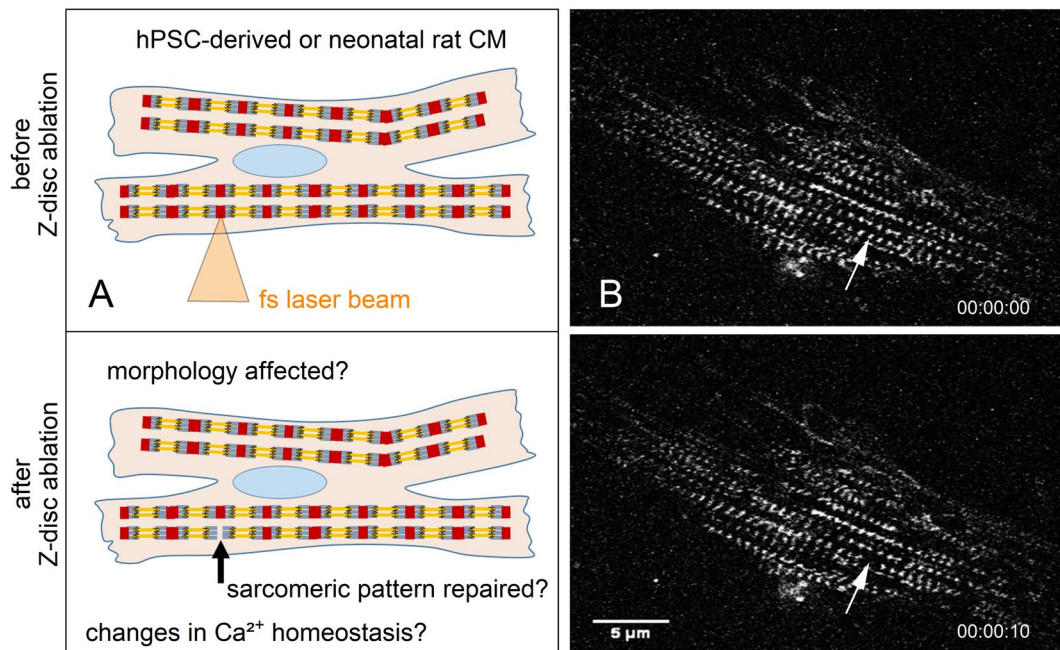 before
Z-disc ablation
hPSC-derived or neonatal rat CM
A
fs laser beam
B
00:00:00
after
Z-disc ablation
morphology affected?
sarcomeric pattern repaired?
changes in Ca²⁺ homeostasis?
5 µm
00:00:10